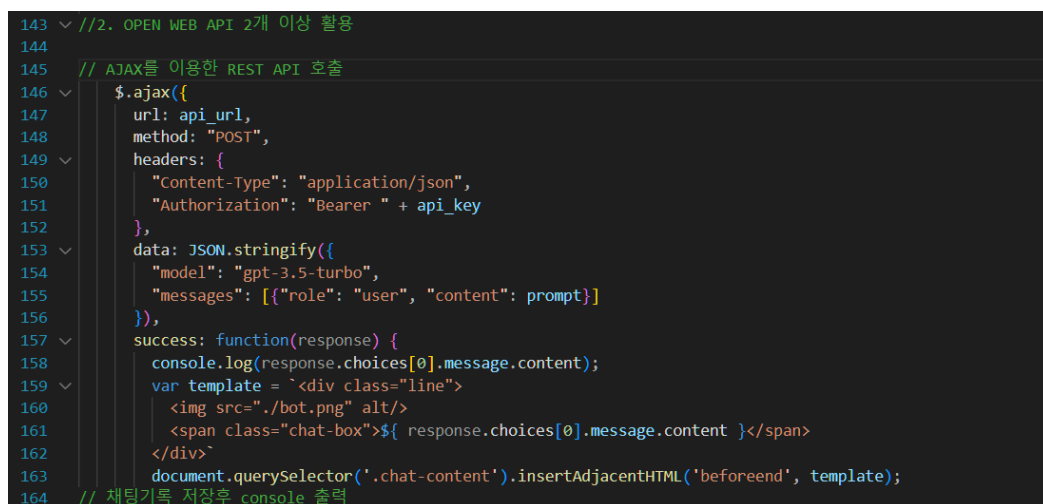 143 //2. OPEN WEB API 2개 이상 활용
144
145 // AJAX를 이용한 REST API 호출
146 $.ajax({
147 url: api_url,
148 method: "POST",
149 headers: {
150 "Content-Type": "application/json",
151 "Authorization": "Bearer " + api_key
152 },
153 data: JSON.stringify({
154 "model": "gpt-3.5-turbo",
155 "messages": [{"role": "user", "content": prompt}]
156 }),
157 success: function(response) {
158 console.log(response.choices[0].message.content);
159 var template = `<div class="line">
160 <img src="./bot.png" alt/>
161 <span class="chat-box">${ response.choices[0].message.content }</span>
162 </div>`
163 document.querySelector('.chat-content').insertAdjacentHTML('beforeend', template);
164 // 채팅기록 저장후 console 출력